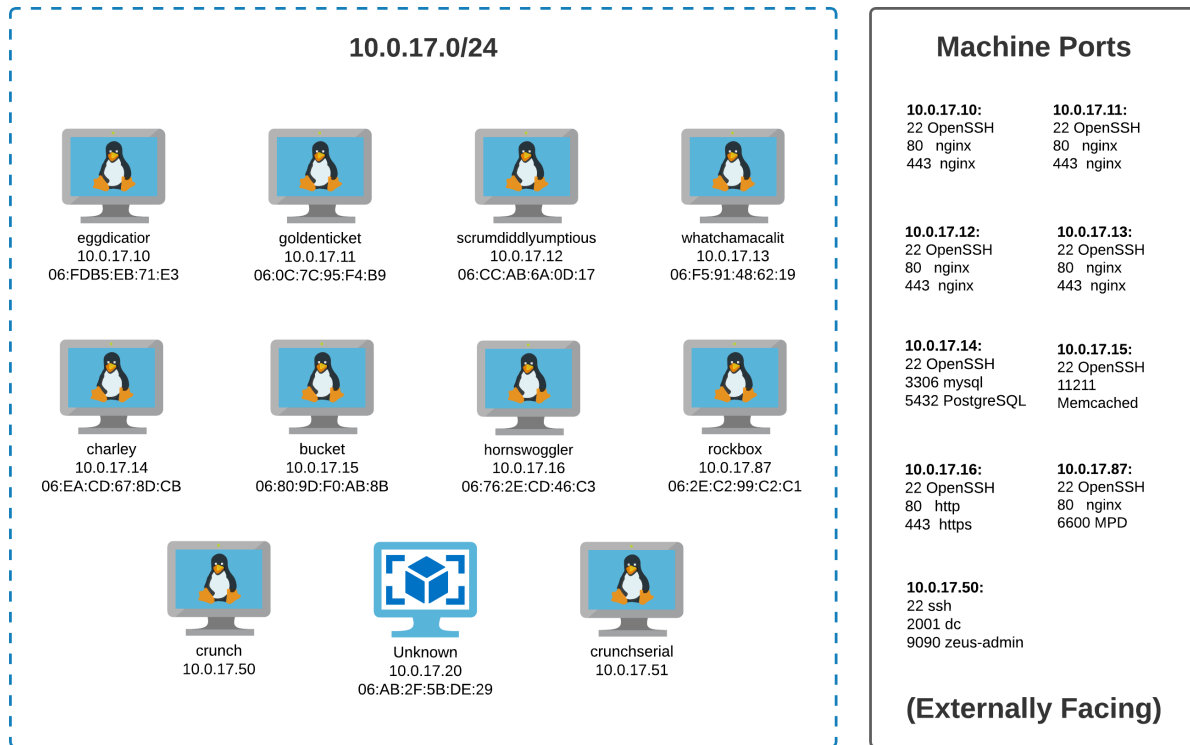 10.0.17.0/24
eggdicatior
10.0.17.10
06:FDB5:EB:71:E3
goldenticket
10.0.17.11
06:0C:7C:95:F4:B9
scrumdiddlyumptious
10.0.17.12
06:CC:AB:6A:0D:17
whatchamacalit
10.0.17.13
06:F5:91:48:62:19
charley
10.0.17.14
06:EA:CD:67:8D:CB
bucket
10.0.17.15
06:80:9D:F0:AB:8B
hornswoggler
10.0.17.16
06:76:2E:CD:46:C3
rockbox
10.0.17.87
06:2E:C2:99:C2:C1
crunch
10.0.17.50
Unknown
10.0.17.20
06:AB:2F:5B:DE:29
crunchserial
10.0.17.51
Machine Ports
10.0.17.10:
22 OpenSSH
80 nginx
443 nginx
10.0.17.11:
22 OpenSSH
80 nginx
443 nginx
10.0.17.12:
22 OpenSSH
80 nginx
443 nginx
10.0.17.13:
22 OpenSSH
80 nginx
443 nginx
10.0.17.14:
22 OpenSSH
3306 mysql
5432 PostgreSQL
10.0.17.15:
22 OpenSSH
11211
Memcached
10.0.17.16:
22 OpenSSH
80 http
443 https
10.0.17.87:
22 OpenSSH
80 nginx
6600 MPD
10.0.17.50:
22 ssh
2001 dc
9090 zeus-admin
(Externally Facing)